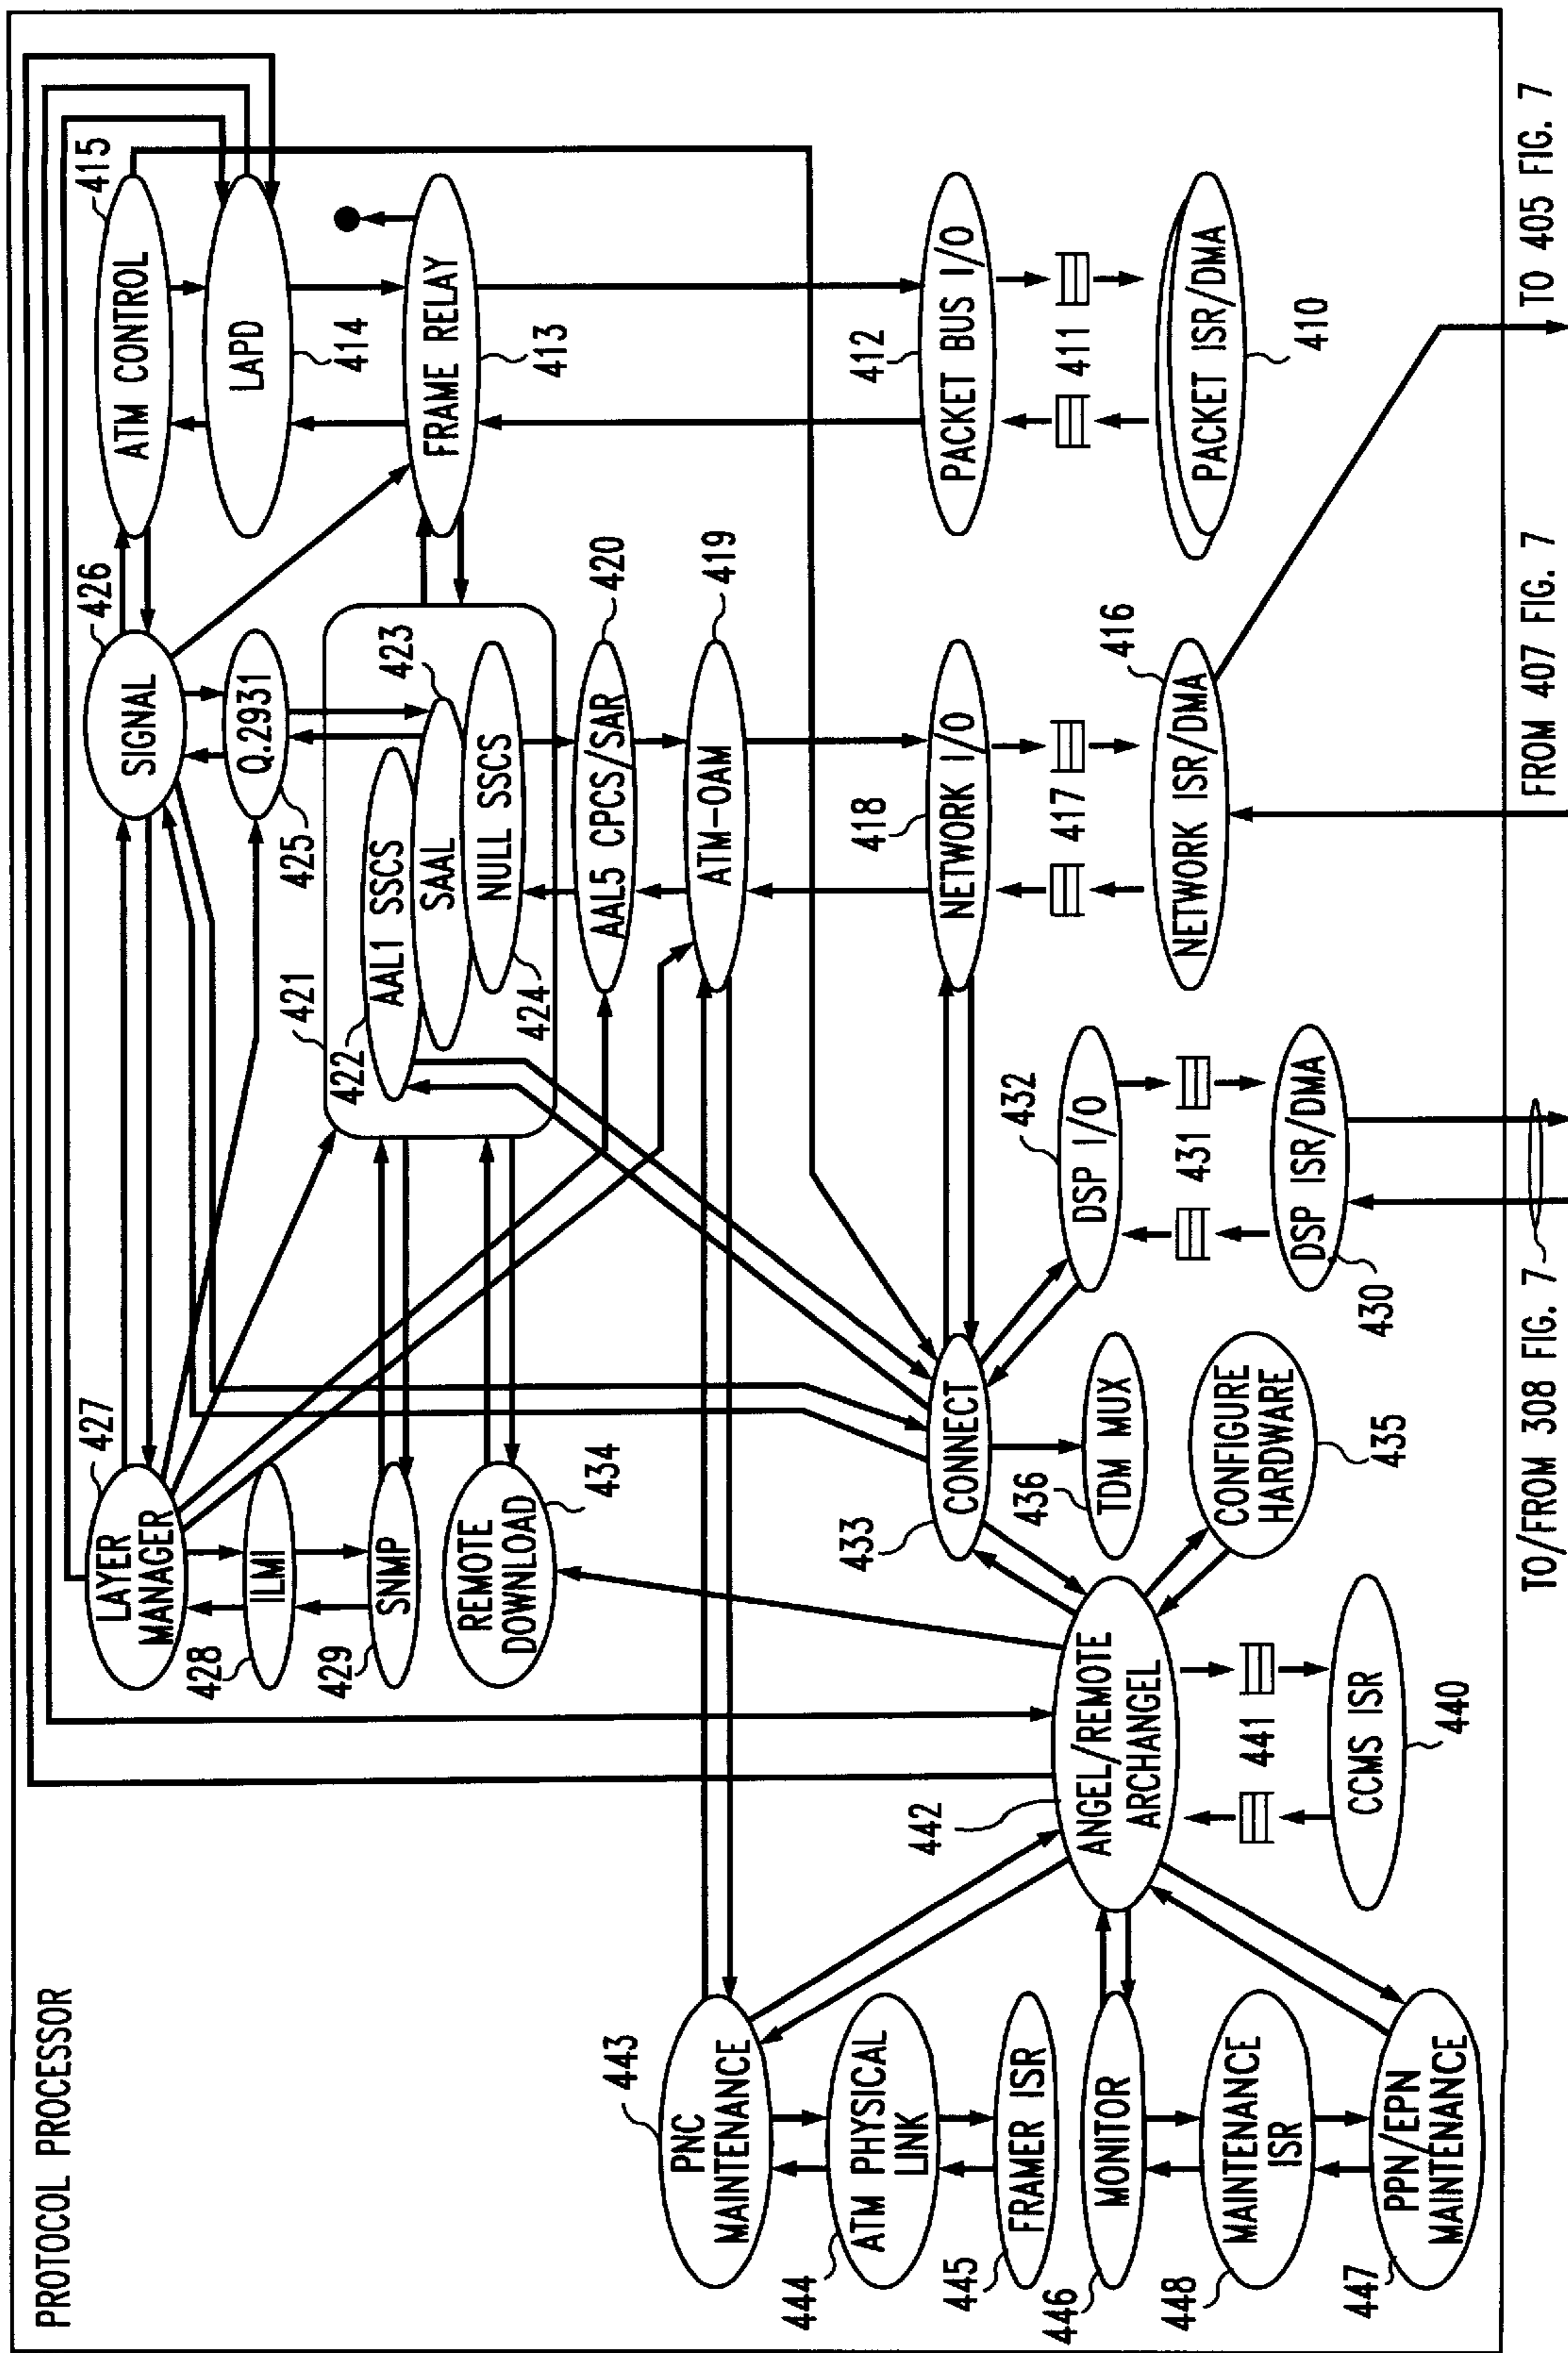 PROTOCOL PROCESSOR
LAYER
MANAGER
427
ILMI
428
SNMP
429
REMOTE
DOWNLOAD
434
SIGNAL
426
Q.2931
425
421
AAL1 SSCS
422
SAAL
423
NULL SSCS
424
AAL5 CPCS/SAR
420
ATM-OAM
419
ATM CONTROL
415
LAPD
414
FRAME RELAY
413
PNC
MAINTENANCE
443
ATM PHYSICAL
LINK
444
FRAMER ISR
445
MONITOR
446
MAINTENANCE
ISR
448
PPN/EPN
MAINTENANCE
447
ANGEL/REMOTE
ARCHANGEL
442
441
CCMS ISR
440
CONNECT
433
TDM MUX
436
CONFIGURE
HARDWARE
435
DSP I/O
432
431
DSP ISR/DMA
430
NETWORK I/O
418
417
NETWORK ISR/DMA
416
PACKET BUS I/O
412
411
PACKET ISR/DMA
410
TO/FROM 308 FIG. 7
FROM 407 FIG. 7
TO 405 FIG. 7